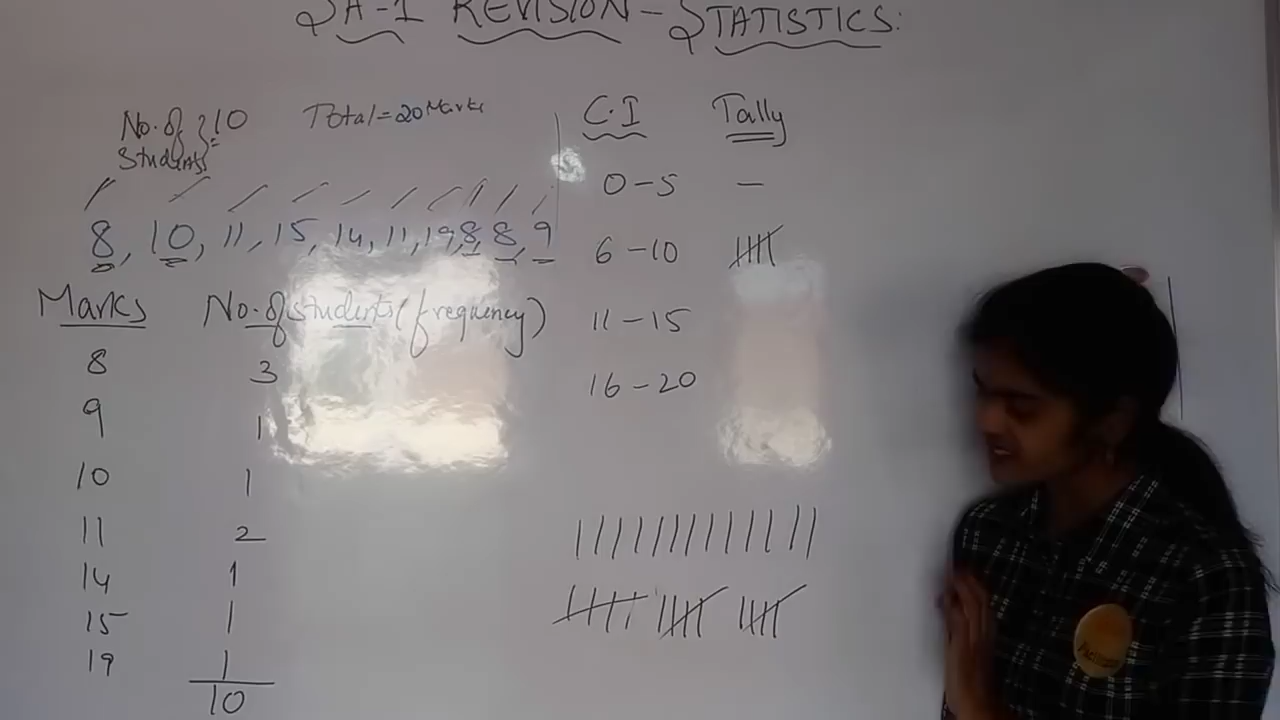 SA-1 REVISION - STATISTICS:
No. of Students } = 10
Total = 20 Marks
8, 10, 11, 15, 14, 11, 19, 8, 8, 9
Marks No. of students (frequency)
8 3
9 1
10 1
11 2
14 1
15 1
19 1
10
C.I Tally
0-5 -
6-10 𝍸
11-15
16-20
|||||||||||||
𝍸 𝍸 𝍸